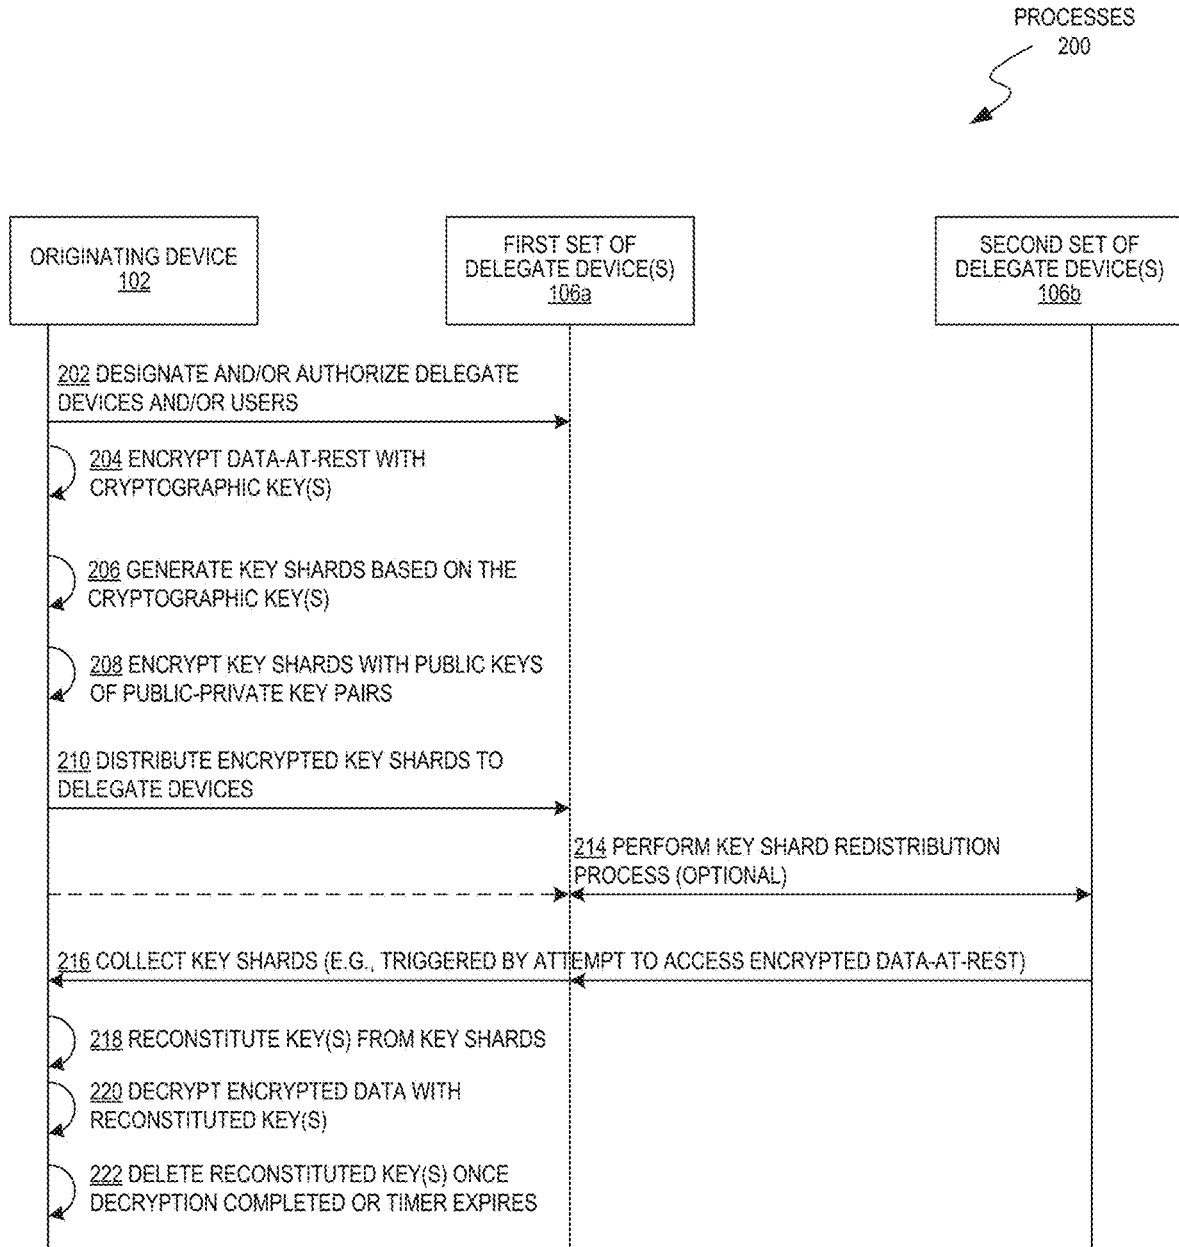 PROCESSES
200
ORIGINATING DEVICE
102
FIRST SET OF
DELEGATE DEVICE(S)
106a
SECOND SET OF
DELEGATE DEVICE(S)
106b
202 DESIGNATE AND/OR AUTHORIZE DELEGATE
DEVICES AND/OR USERS
204 ENCRYPT DATA-AT-REST WITH
CRYPTOGRAPHIC KEY(S)
206 GENERATE KEY SHARDS BASED ON THE
CRYPTOGRAPHIC KEY(S)
208 ENCRYPT KEY SHARDS WITH PUBLIC KEYS
OF PUBLIC-PRIVATE KEY PAIRS
210 DISTRIBUTE ENCRYPTED KEY SHARDS TO
DELEGATE DEVICES
214 PERFORM KEY SHARD REDISTRIBUTION
PROCESS (OPTIONAL)
216 COLLECT KEY SHARDS (E.G., TRIGGERED BY ATTEMPT TO ACCESS ENCRYPTED DATA-AT-REST)
218 RECONSTITUTE KEY(S) FROM KEY SHARDS
220 DECRYPT ENCRYPTED DATA WITH
RECONSTITUTED KEY(S)
222 DELETE RECONSTITUTED KEY(S) ONCE
DECRYPTION COMPLETED OR TIMER EXPIRES